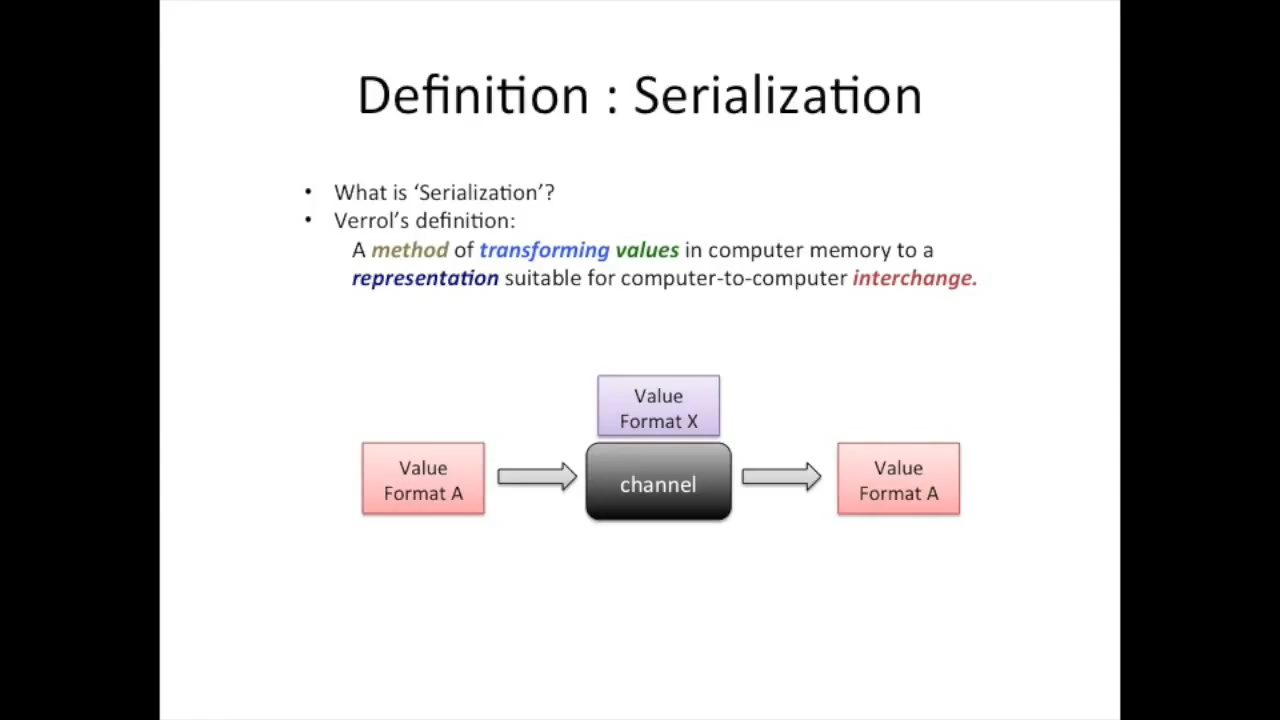 Definition : Serialization
• What is ‘Serialization’?
• Verrol’s definition:
A method of transforming values in computer memory to a
representation suitable for computer-to-computer interchange.
Value
Format X
Value
Format A
channel
Value
Format A